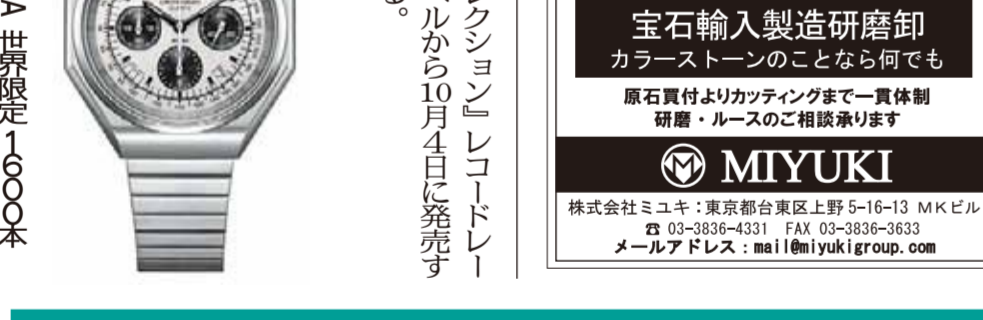 クション』レコードレー
ルから10月4日に発売す
る。
A 世界限定1600本
宝石輸入製造研磨卸
カラーストーンのことなら何でも
原石買付よりカッティングまで一貫体制
研磨・ルースのご相談承ります
MIYUKI
株式会社ミユキ：東京都台東区上野 5-16-13 MKビル
☎ 03-3836-4331 FAX 03-3836-3633
メールアドレス：mail@miyukigroup.com